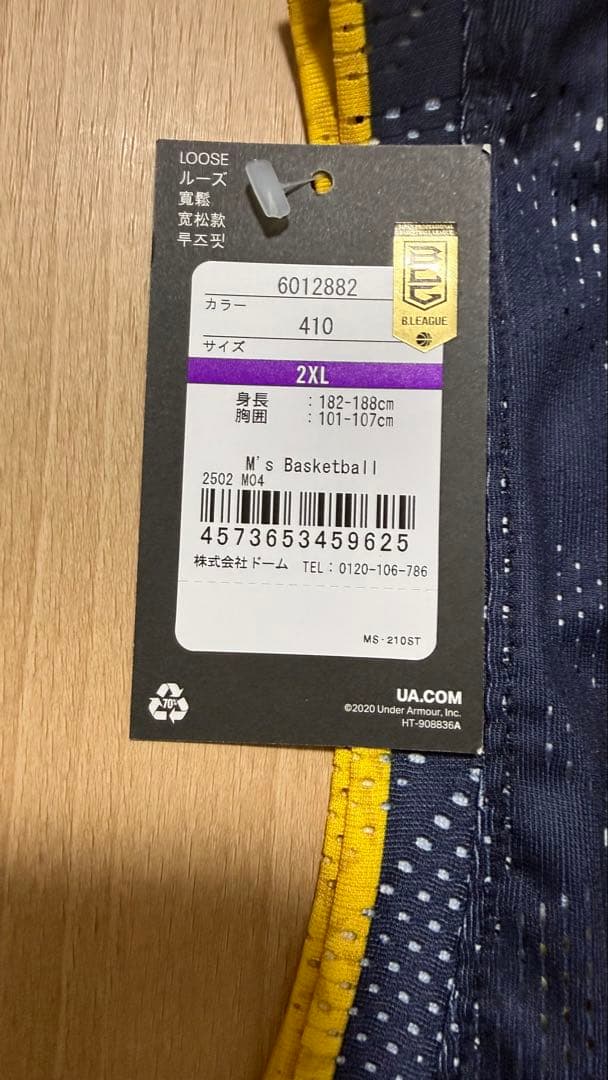 LOOSE
ルーズ
寬鬆
宽松款
루즈핏
6012882
カラー
410
サイズ
2XL
身長 : 182-188cm
胸囲 : 101-107cm
M's Basketball
2502 M04
4573653459625
株式会社ドーム TEL: 0120-106-786
MS-210ST
B.LEAGUE
70%
UA.COM
©2020 Under Armour, Inc.
HT-908836A